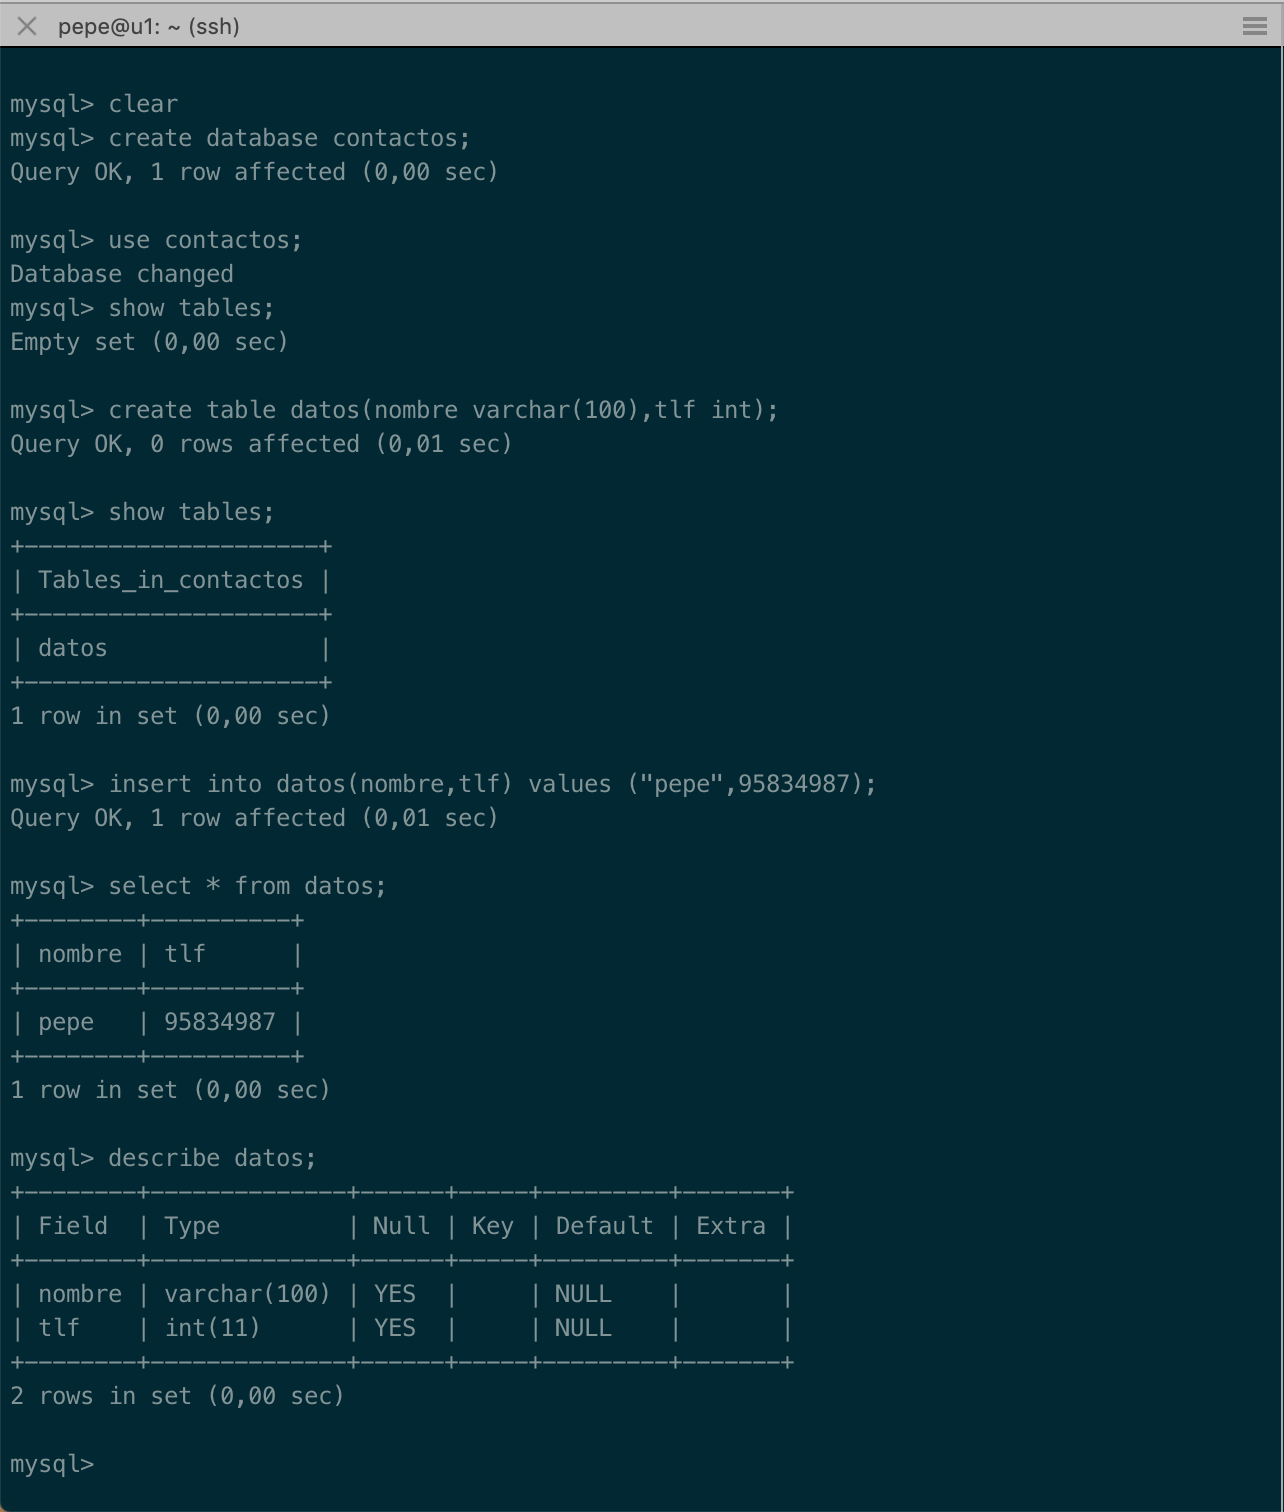 pepe@u1: ~ (ssh)
mysql> clear
mysql> create database contactos;
Query OK, 1 row affected (0,00 sec)
mysql> use contactos;
Database changed
mysql> show tables;
Empty set (0,00 sec)
mysql> create table datos(nombre varchar(100),tlf int);
Query OK, 0 rows affected (0,01 sec)
mysql> show tables;
+---------------------+
| Tables_in_contactos |
+---------------------+
| datos               |
+---------------------+
1 row in set (0,00 sec)
mysql> insert into datos(nombre,tlf) values ("pepe",95834987);
Query OK, 1 row affected (0,01 sec)
mysql> select * from datos;
+--------+----------+
| nombre | tlf      |
+--------+----------+
| pepe   | 95834987 |
+--------+----------+
1 row in set (0,00 sec)
mysql> describe datos;
+--------+--------------+------+-----+---------+-------+
| Field  | Type         | Null | Key | Default | Extra |
+--------+--------------+------+-----+---------+-------+
| nombre | varchar(100) | YES  |     | NULL    |       |
| tlf    | int(11)      | YES  |     | NULL    |       |
+--------+--------------+------+-----+---------+-------+
2 rows in set (0,00 sec)
mysql>